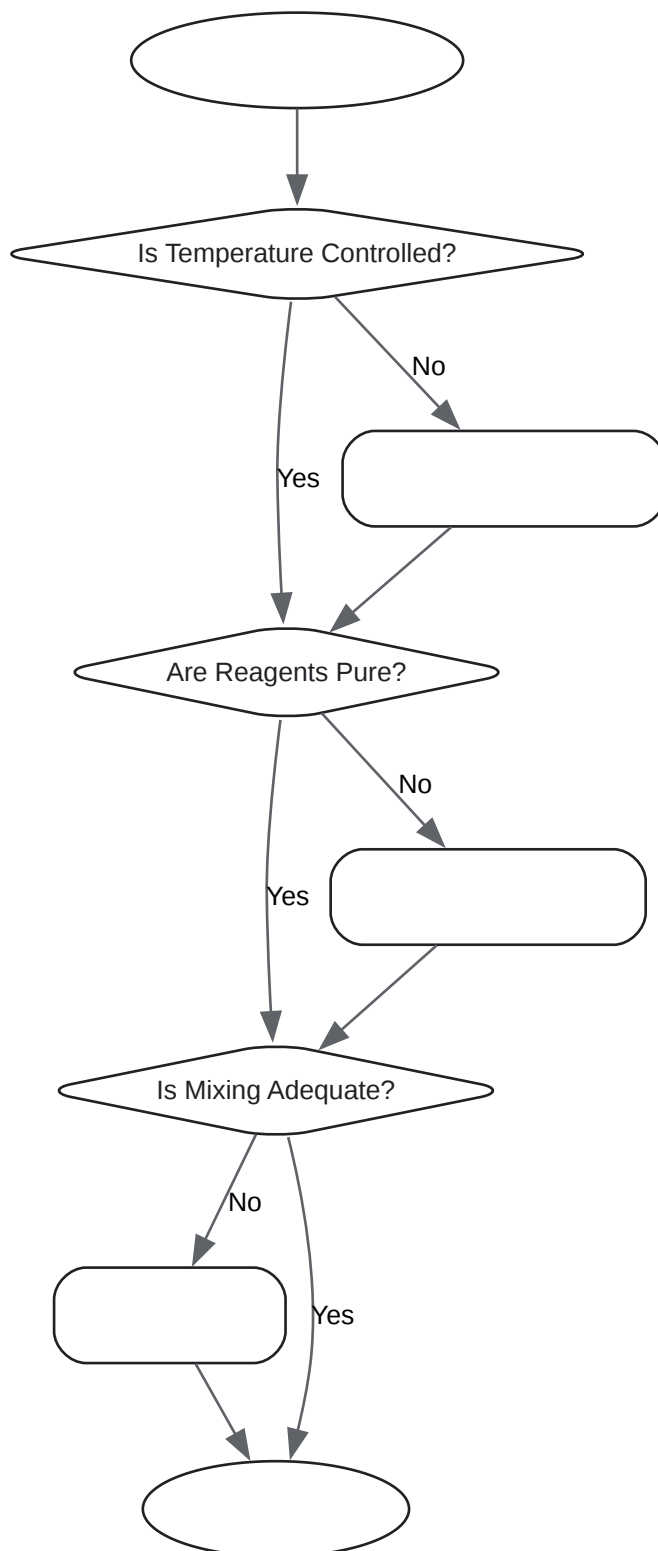 Is Temperature Controlled?
No
Yes
Are Reagents Pure?
No
Yes
Is Mixing Adequate?
No
Yes